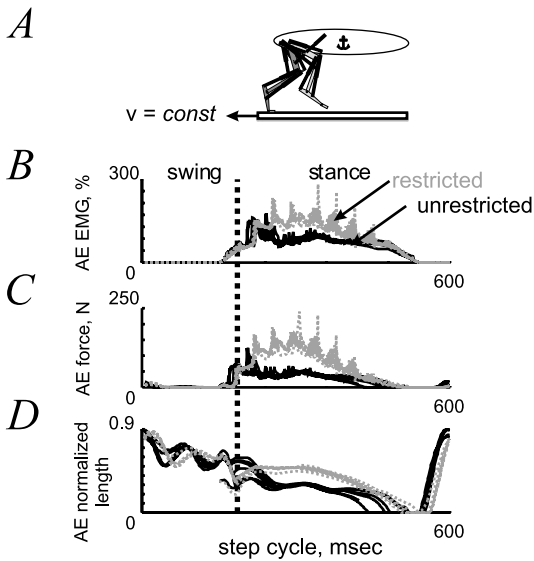 A
v = const
B
300
swing
stance
restricted
unrestricted
AE EMG, %
0
600
C
250
AE force, N
0
600
D
0.9
AE normalized
length
0
600
step cycle, msec